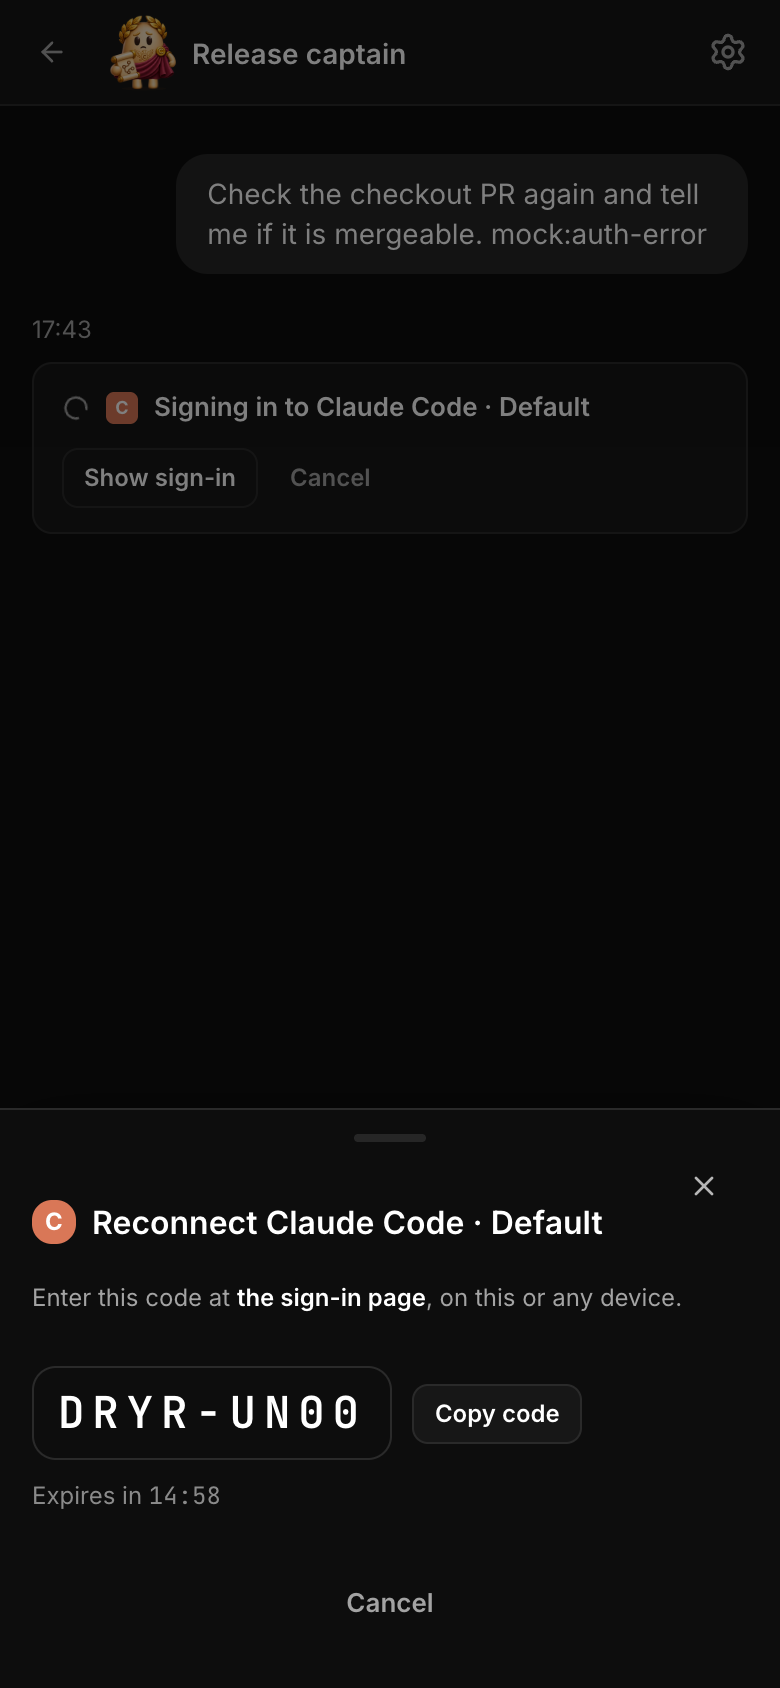 Release captain
Check the checkout PR again and tell
me if it is mergeable. mock:auth-error
17:43
C Signing in to Claude Code · Default
Show sign-in Cancel
C Reconnect Claude Code · Default
Enter this code at the sign-in page, on this or any device.
DRYR-UN00 Copy code
Expires in 14:58
Cancel